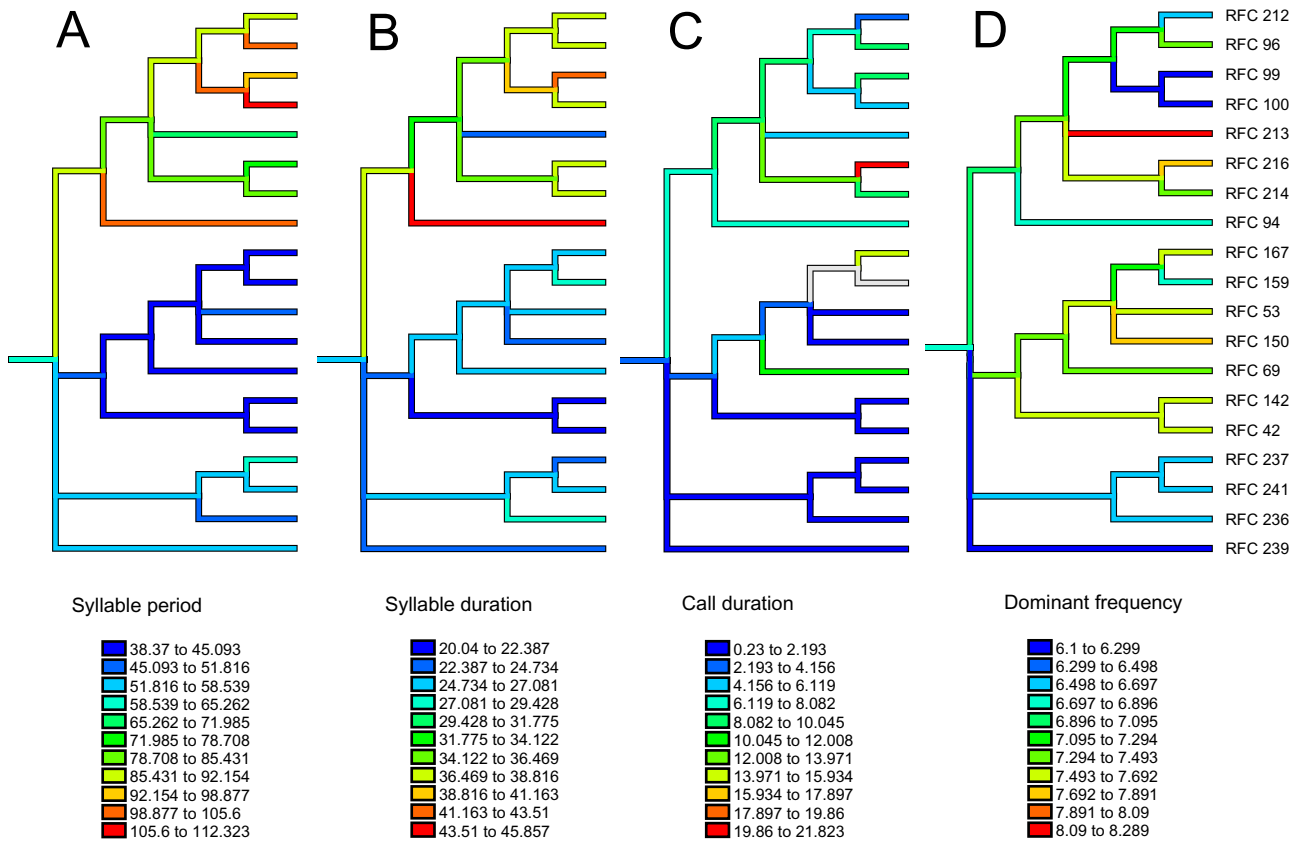 A
B
C
D
RFC 212
RFC 96
RFC 99
RFC 100
RFC 213
RFC 216
RFC 214
RFC 94
RFC 167
RFC 159
RFC 53
RFC 150
RFC 69
RFC 142
RFC 42
RFC 237
RFC 241
RFC 236
RFC 239
Syllable period
38.37 to 45.093
45.093 to 51.816
51.816 to 58.539
58.539 to 65.262
65.262 to 71.985
71.985 to 78.708
78.708 to 85.431
85.431 to 92.154
92.154 to 98.877
98.877 to 105.6
105.6 to 112.323
Syllable duration
20.04 to 22.387
22.387 to 24.734
24.734 to 27.081
27.081 to 29.428
29.428 to 31.775
31.775 to 34.122
34.122 to 36.469
36.469 to 38.816
38.816 to 41.163
41.163 to 43.51
43.51 to 45.857
Call duration
0.23 to 2.193
2.193 to 4.156
4.156 to 6.119
6.119 to 8.082
8.082 to 10.045
10.045 to 12.008
12.008 to 13.971
13.971 to 15.934
15.934 to 17.897
17.897 to 19.86
19.86 to 21.823
Dominant frequency
6.1 to 6.299
6.299 to 6.498
6.498 to 6.697
6.697 to 6.896
6.896 to 7.095
7.095 to 7.294
7.294 to 7.493
7.493 to 7.692
7.692 to 7.891
7.891 to 8.09
8.09 to 8.289